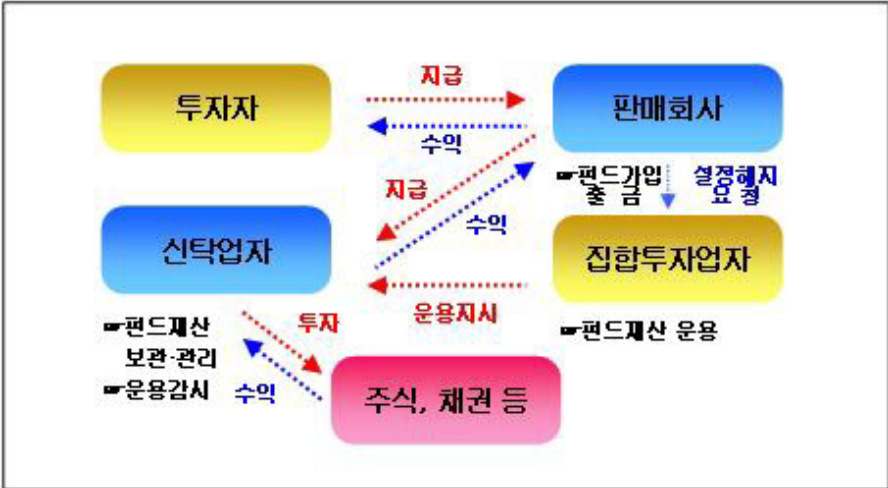 지급
투자자
판매회사
수익
☞펀드가입
출 금
설정해지
요 청
지급
수익
신탁업자
집합투자업자
운용지시
☞펀드재산
보관·관리
☞운용감시
투자
☞펀드재산 운용
수익
주식, 채권 등